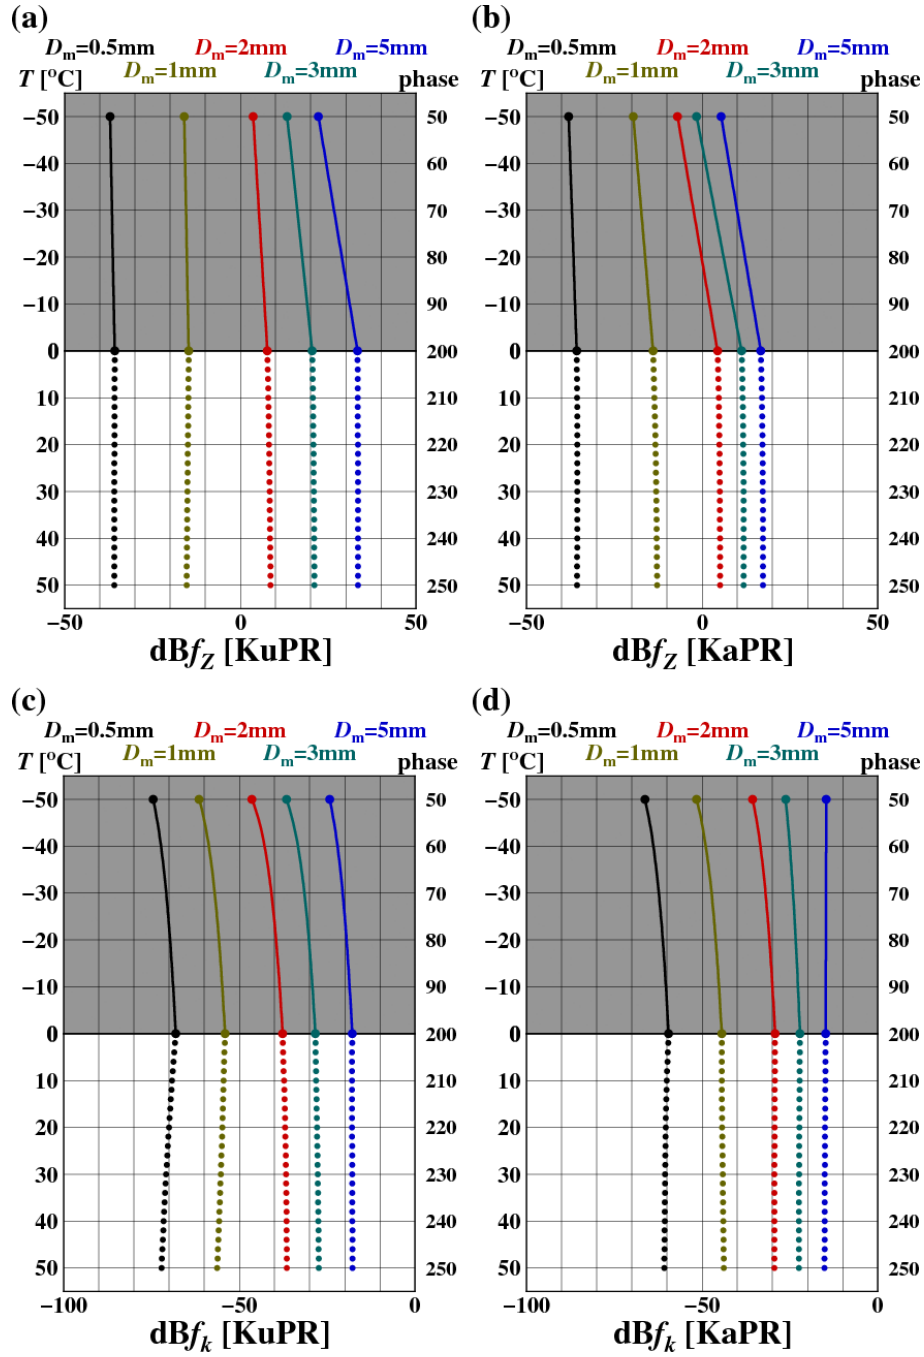 (a)
(b)
Dm=0.5mm Dm=2mm Dm=5mm
Dm=0.5mm Dm=2mm Dm=5mm
T [°C] Dm=1mm Dm=3mm phase
T [°C] Dm=1mm Dm=3mm phase
−50 50 −50 50
−40 60 −40 60
−30 70 −30 70
−20 80 −20 80
−10 90 −10 90
0 200 0 200
10 210 10 210
20 220 20 220
30 230 30 230
40 240 40 240
50 250 50 250
−50 0 50 −50 0 50
dBfZ [KuPR] dBfZ [KaPR]
(c)
(d)
Dm=0.5mm Dm=2mm Dm=5mm
Dm=0.5mm Dm=2mm Dm=5mm
T [°C] Dm=1mm Dm=3mm phase
T [°C] Dm=1mm Dm=3mm phase
−50 50 −50 50
−40 60 −40 60
−30 70 −30 70
−20 80 −20 80
−10 90 −10 90
0 200 0 200
10 210 10 210
20 220 20 220
30 230 30 230
40 240 40 240
50 250 50 250
−100 −50 0 −100 −50 0
dBfk [KuPR] dBfk [KaPR]